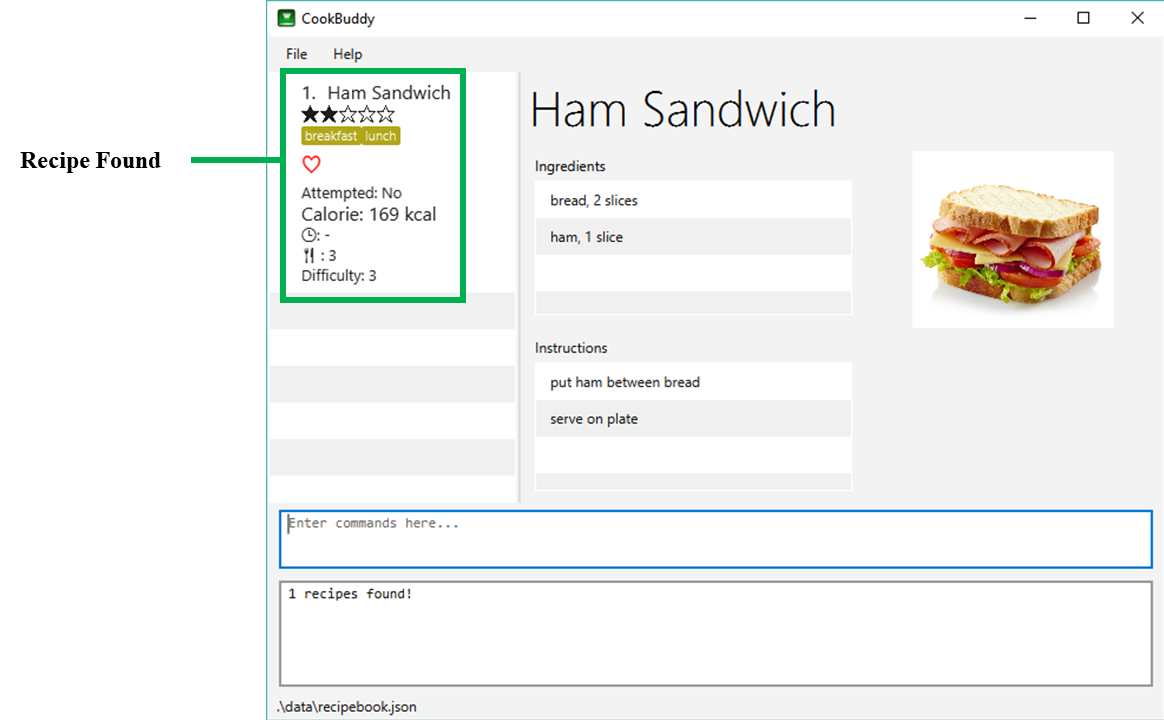 CookBuddy
File Help
Recipe Found
1. Ham Sandwich
breakfast lunch
Attempted: No
Calorie: 169 kcal
: -
: 3
Difficulty: 3
Ham Sandwich
Ingredients
bread, 2 slices
ham, 1 slice
Instructions
put ham between bread
serve on plate
Enter commands here...
1 recipes found!
.\data\recipebook.json